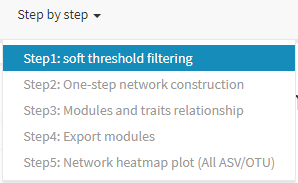 Step by step
Step1: soft threshold filtering
Step2: One-step network construction
Step3: Modules and traits relationship
Step4: Export modules
Step5: Network heatmap plot (All ASV/OTU)